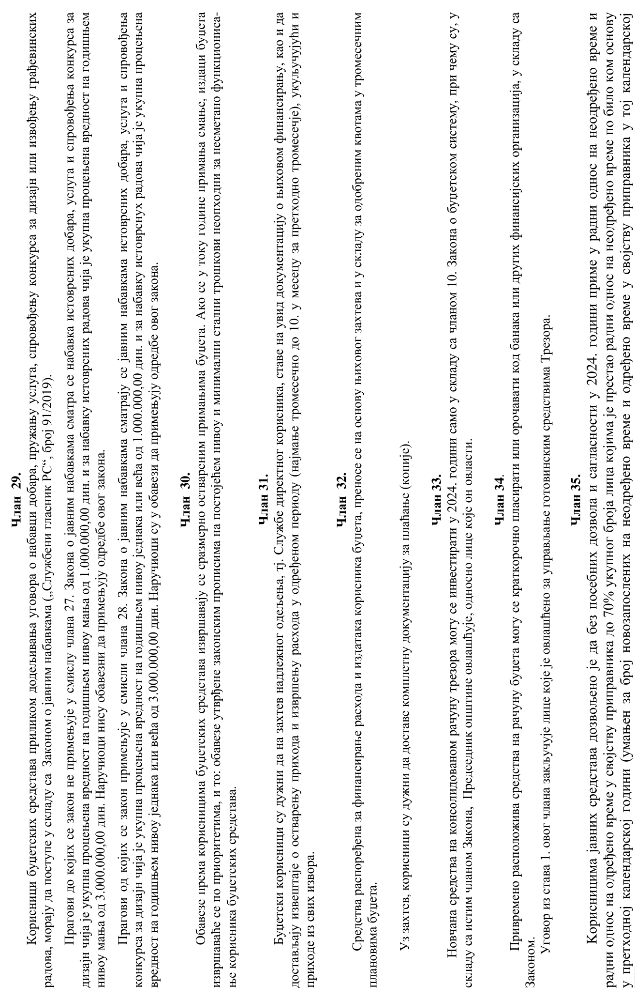 Члан  29.
Корисници буџетских средстава приликом додељивања уговора о набавци добара, пружању услуга, спровођењу конкурса за дизајн или извођењу грађевинских
радова, морају да поступе у складу са  Законом о јавним набавкама („Службени гласник РС“, број 91/2019).
Прагови до којих се закон не примењује у смислу члана 27. Закона о јавним набавкама сматра се набавка истоврсних добара, услуга и спровођења конкурса за
дизајн чија је укупна процењена вредност на годишњем нивоу мања од 1.000.000,00 дин. и за набавку истоврсних радова чија је укупна процењена вредност на годишњем
нивоу мања од 3.000.000,00 дин. Наручиоци нису обавезни да примењују одредбе овог закона.
Прагови од којих се закон примењује у смисли члана 28. Закона о јавним набавкама сматрају се јавним набавкама истоврсних добара, услуга и спровођења
конкурса за дизајн чија је укупна процењена вредност на годишњем нивоу једнака или већа од 1.000.000,00 дин. и за набавку истоврснух радова чија је укупна процењена
вредност на годишњем нивоу једнака или већа од 3.000.000,00 дин. Наручиоци су у обавези да примењују одредбе овог закона.
Члан  30.
Обавезе према корисницима буџетских средстава извршавају се сразмерно оствареним примањима буџета. Ако се у току године примања смање, издаци буџета
извршаваће се по приоритетима, и то: обавезе утврђене законским прописима на постојећем нивоу и минимални стални трошкови неопходни за несметано функциониса-
ње корисника буџетских средстава.
Члан 31.
Буџетски корисници су дужни да на захтев надлежног одељења, тј. Службе директног корисника, ставе на увид документацију о њиховом финансирању, као и да
достављају извештаје о остварењу прихода и извршењу расхода у одређеном периоду (најмање тромесечно до 10. у месецу за претходно тромесечје), укуључујући и
приходе из свих извора.
Члан  32.
Средства распоређена за финансирање расхода и издатака корисника буџета, преносе се на основу њиховог захтева и у складу за одобреним квотама у тромесечним
плановима буџета.
Уз захтев, корисници су дужни да доставе комплетну документацију за плаћање (копије).
Члан 33.
Новчана средства на консолидованом рачуну трезора могу се инвестирати у 2024. години само у складу са чланом 10. Закона о буџетском систему, при чему су, у
складу са истим чланом Закона,  Председник општине овлашћује, односно лице које он овласти.
Члан 34.
Привремено расположива средства на рачуну буџета могу се краткорочно пласирати или орочавати код банака или других финансијских организација, у складу са
Законом.
Уговор из става 1. овог члана закључује лице које је овлашћено за управљање готовинским средствима Трезора.
Члан 35.
Корисницима јавних средстава дозвољено је да без посебних дозвола и сагласности у 2024. години приме у радни однос на неодређено време и
радни однос на одређено време у својству приправника до 70% укупног броја лица којима је престао радни однос на неодређено време по било ком основу
у претходној календарској години (умањен за број новозапослених на неодређено време и одређено време у својству приправника у тој календарској